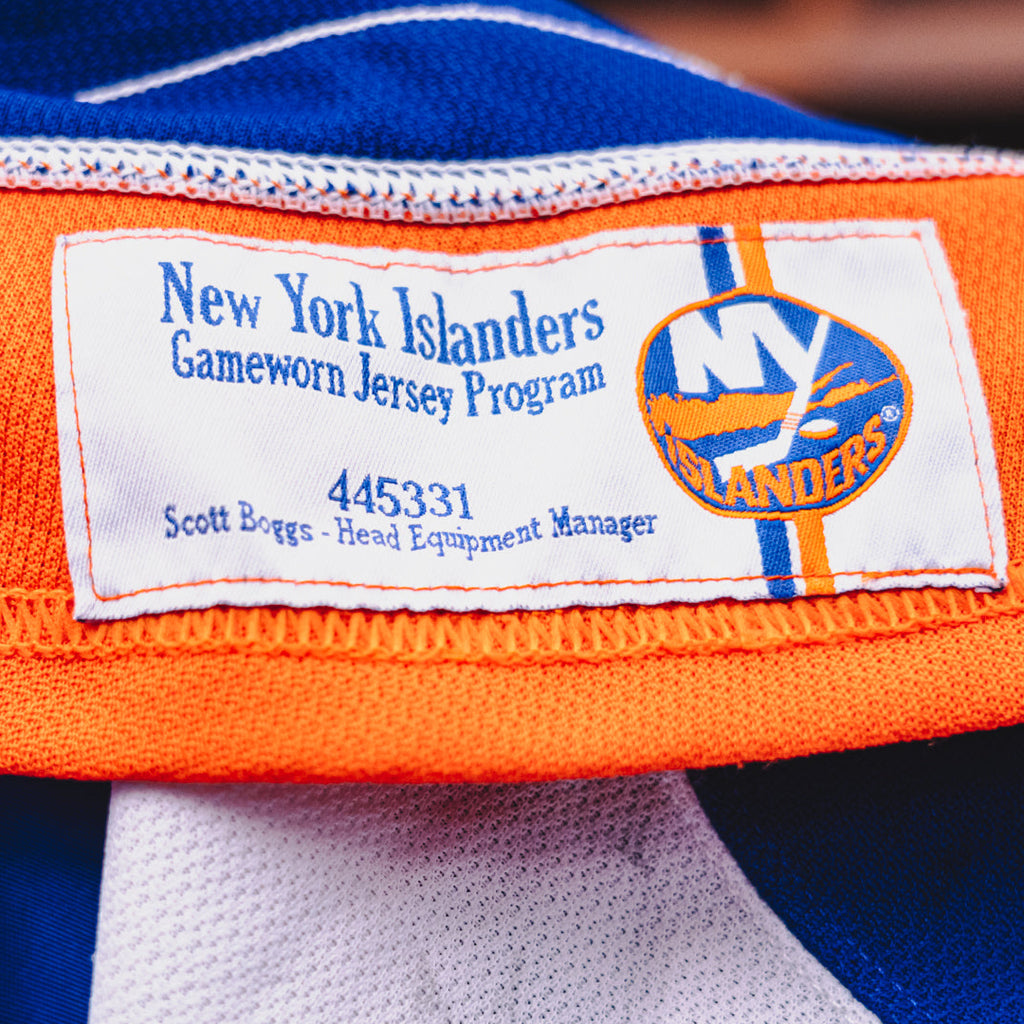 New York Islanders
Gameworn Jersey Program
445331
Scott Boggs - Head Equipment Manager
NY
ISLANDERS®